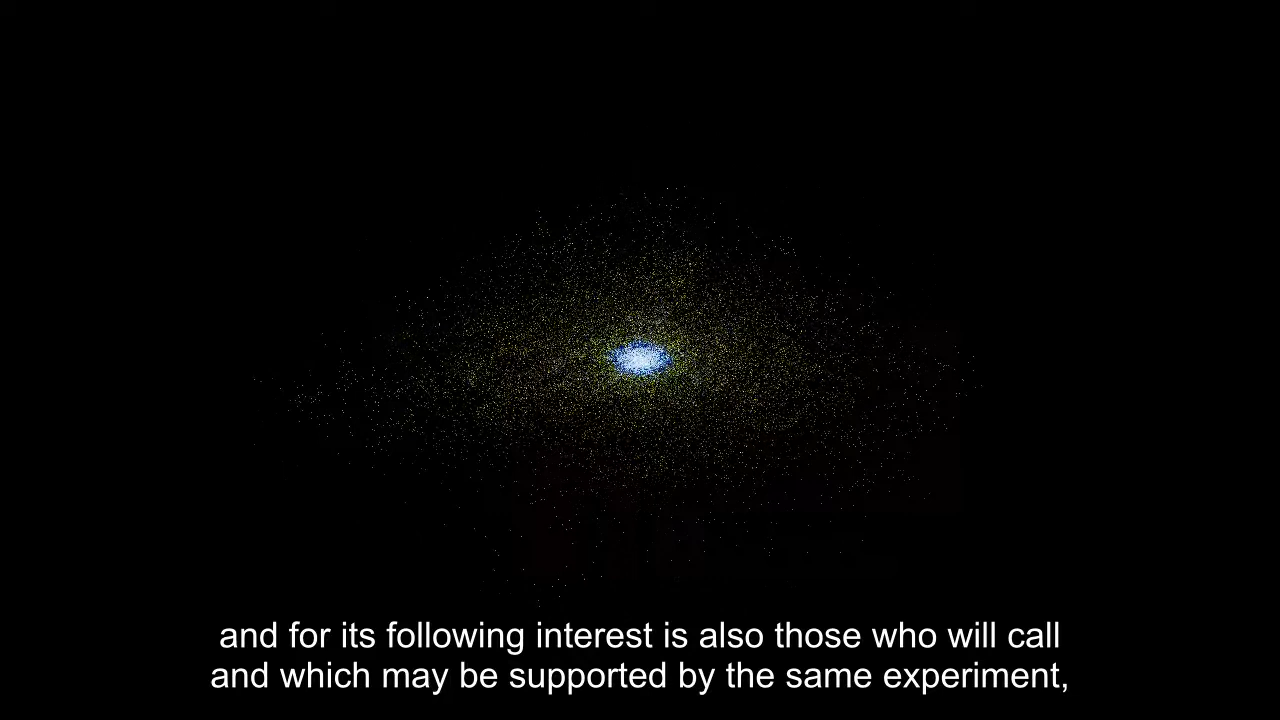 and for its following interest is also those who will call
and which may be supported by the same experiment,